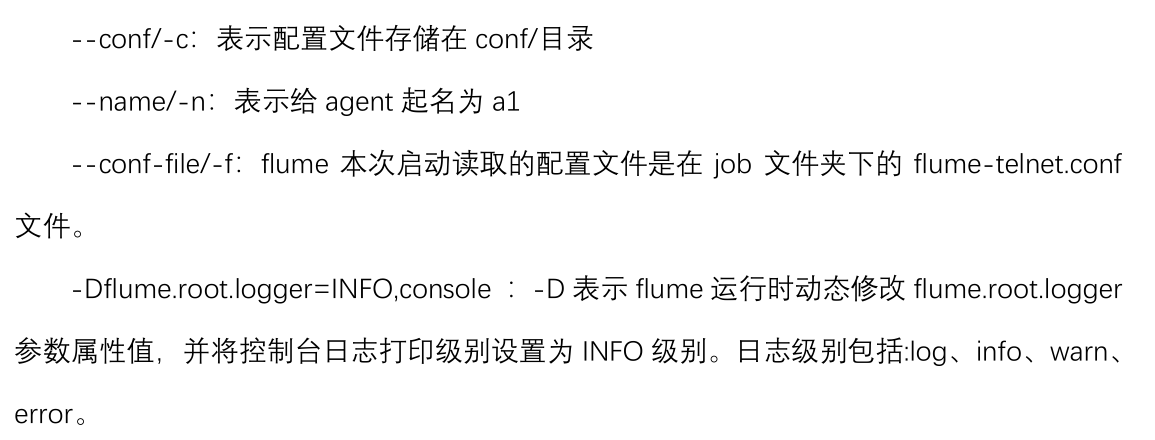 --conf/-c：表示配置文件存储在 conf/目录
--name/-n：表示给 agent 起名为 a1
--conf-file/-f：flume 本次启动读取的配置文件是在 job 文件夹下的 flume-telnet.conf
文件。
-Dflume.root.logger=INFO,console ：-D 表示 flume 运行时动态修改 flume.root.logger
参数属性值，并将控制台日志打印级别设置为 INFO 级别。日志级别包括:log、info、warn、
error。